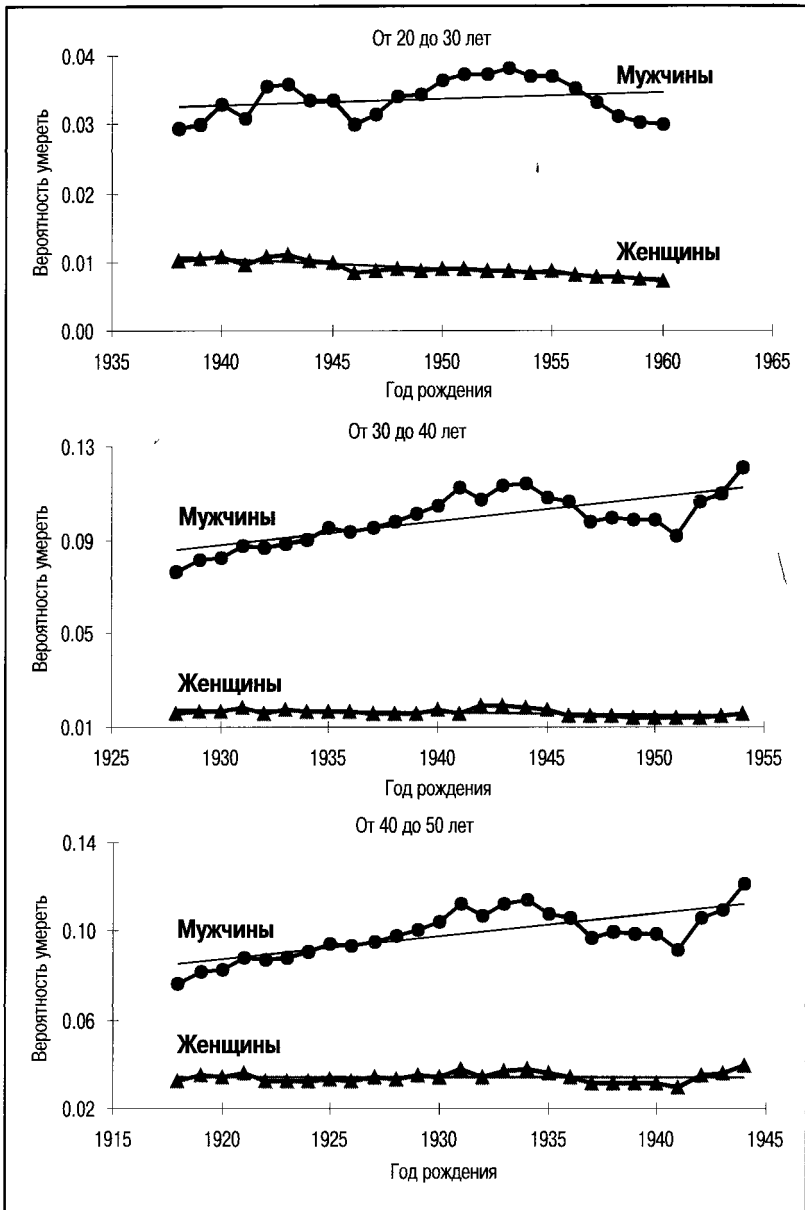 От 20 до 30 лет
0.04
Мужчины
0.03
0.02
Женщины
0.01
0.00
1935 1940 1945 1950 1955 1960 1965
Вероятность умереть
Год рождения
От 30 до 40 лет
0.13
Мужчины
0.09
0.05
Женщины
0.01
1925 1930 1935 1940 1945 1950 1955
Вероятность умереть
Год рождения
От 40 до 50 лет
0.14
Мужчины
0.10
0.06
Женщины
0.02
1915 1920 1925 1930 1935 1940 1945
Вероятность умереть
Год рождения